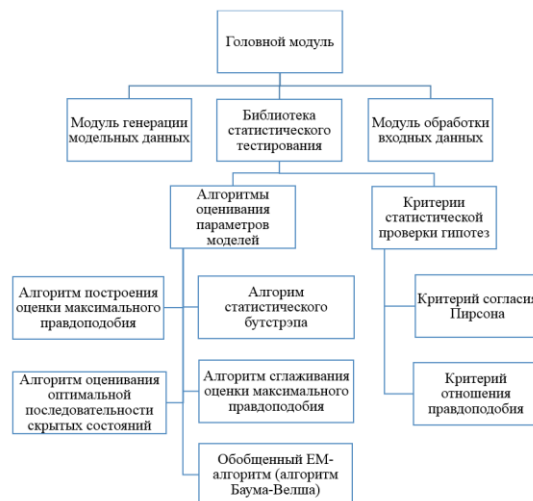 Головной модуль
Модуль генерации
модельных данных
Библиотека
статистического
тестирования
Модуль обработки
входных данных
Алгоритмы
оценивания
параметров
моделей
Критерии
статистической
проверки гипотез
Алгоритм построения
оценки максимального
правдоподобия
Алгорим
статистического
бутстрэпа
Критерий согласия
Пирсона
Алгоритм оценивания
оптимальной
последовательности
скрытых состояний
Алгоритм сглаживания
оценки максимального
правдоподобия
Критерий
отношения
правдоподобия
Обобщенный ЕМ-
алгоритм (алгоритм
Баума-Велша)